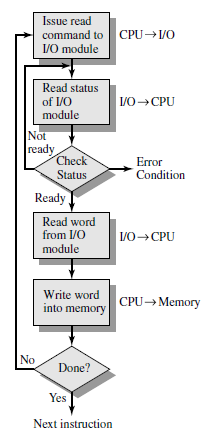 Issue read
command to
I/O module
CPU→I/O
Read status
of I/O
module
I/O→CPU
Not
ready
Check
Status
Error
Condition
Ready
Read word
from I/O
module
I/O→CPU
Write word
into memory
CPU→Memory
No
Done?
Yes
Next instruction